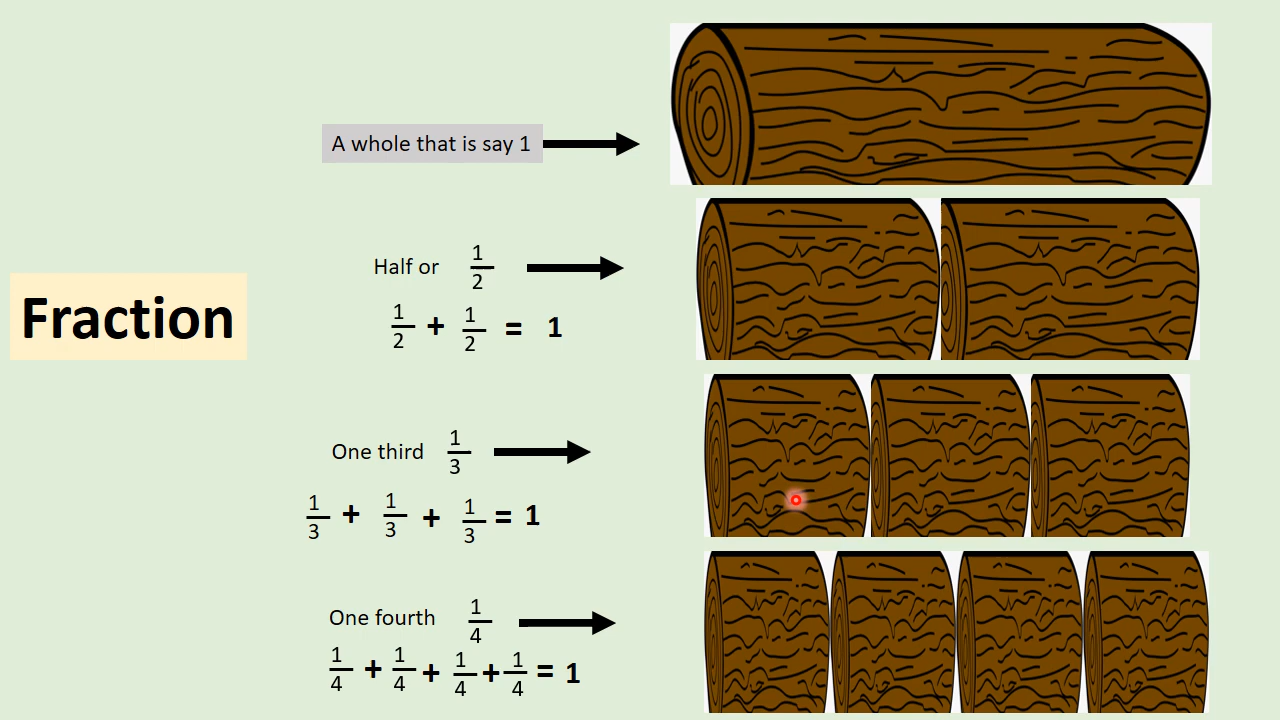 A whole that is say 1
Half or 1/2
1/2 + 1/2 = 1
Fraction
One third 1/3
1/3 + 1/3 + 1/3 = 1
One fourth 1/4
1/4 + 1/4 + 1/4 + 1/4 = 1